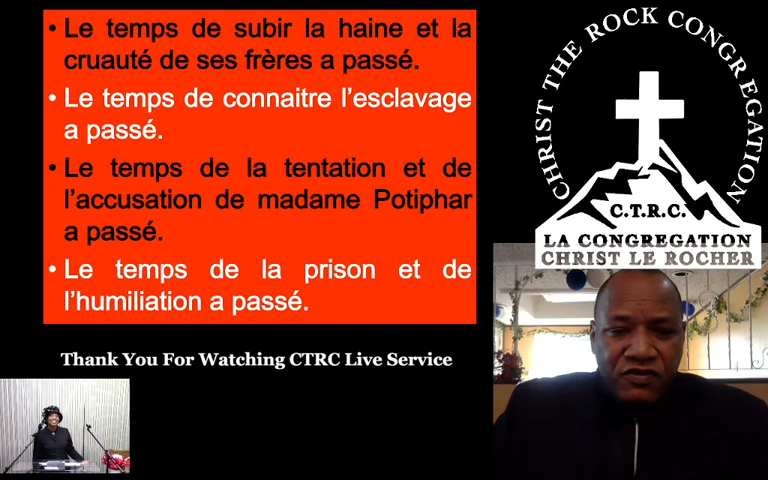 • Le temps de subir la haine et la
cruauté de ses frères a passé.
• Le temps de connaitre l’esclavage
a passé.
• Le temps de la tentation et de
l’accusation de madame Potiphar
a passé.
• Le temps de la prison et de
l’humiliation a passé.
Thank You For Watching CTRC Live Service
CHRIST THE ROCK CONGREGATION
C.T.R.C.
LA CONGREGATION
CHRIST LE ROCHER